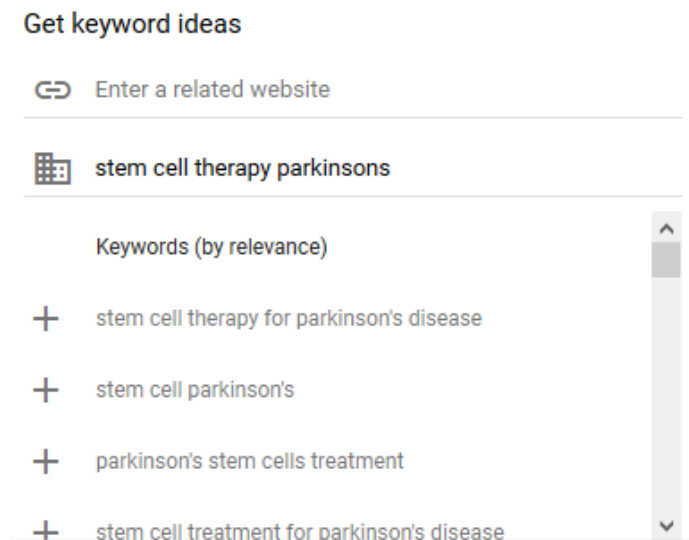 Get keyword ideas
Enter a related website
stem cell therapy parkinsons
Keywords (by relevance)
stem cell therapy for parkinson's disease
stem cell parkinson's
parkinson's stem cells treatment
stem cell treatment for parkinson's disease